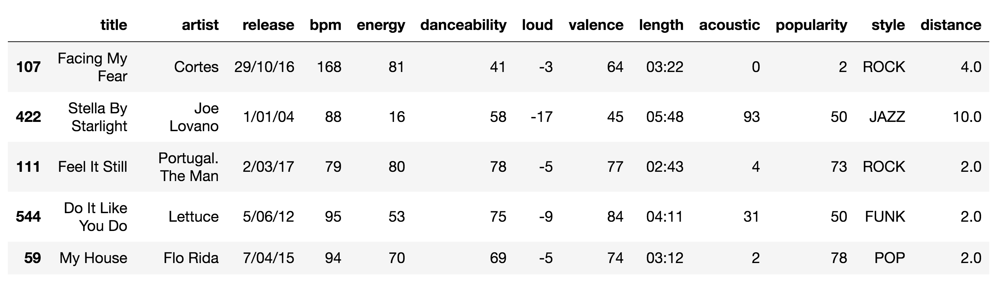 title artist release bpm energy danceability loud valence length acoustic popularity style distance
107 Facing My Fear Cortes 29/10/16 168 81 41 -3 64 03:22 0 2 ROCK 4.0
422 Stella By Starlight Joe Lovano 1/01/04 88 16 58 -17 45 05:48 93 50 JAZZ 10.0
111 Feel It Still Portugal. The Man 2/03/17 79 80 78 -5 77 02:43 4 73 ROCK 2.0
544 Do It Like You Do Lettuce 5/06/12 95 53 75 -9 84 04:11 31 50 FUNK 2.0
59 My House Flo Rida 7/04/15 94 70 69 -5 74 03:12 2 78 POP 2.0